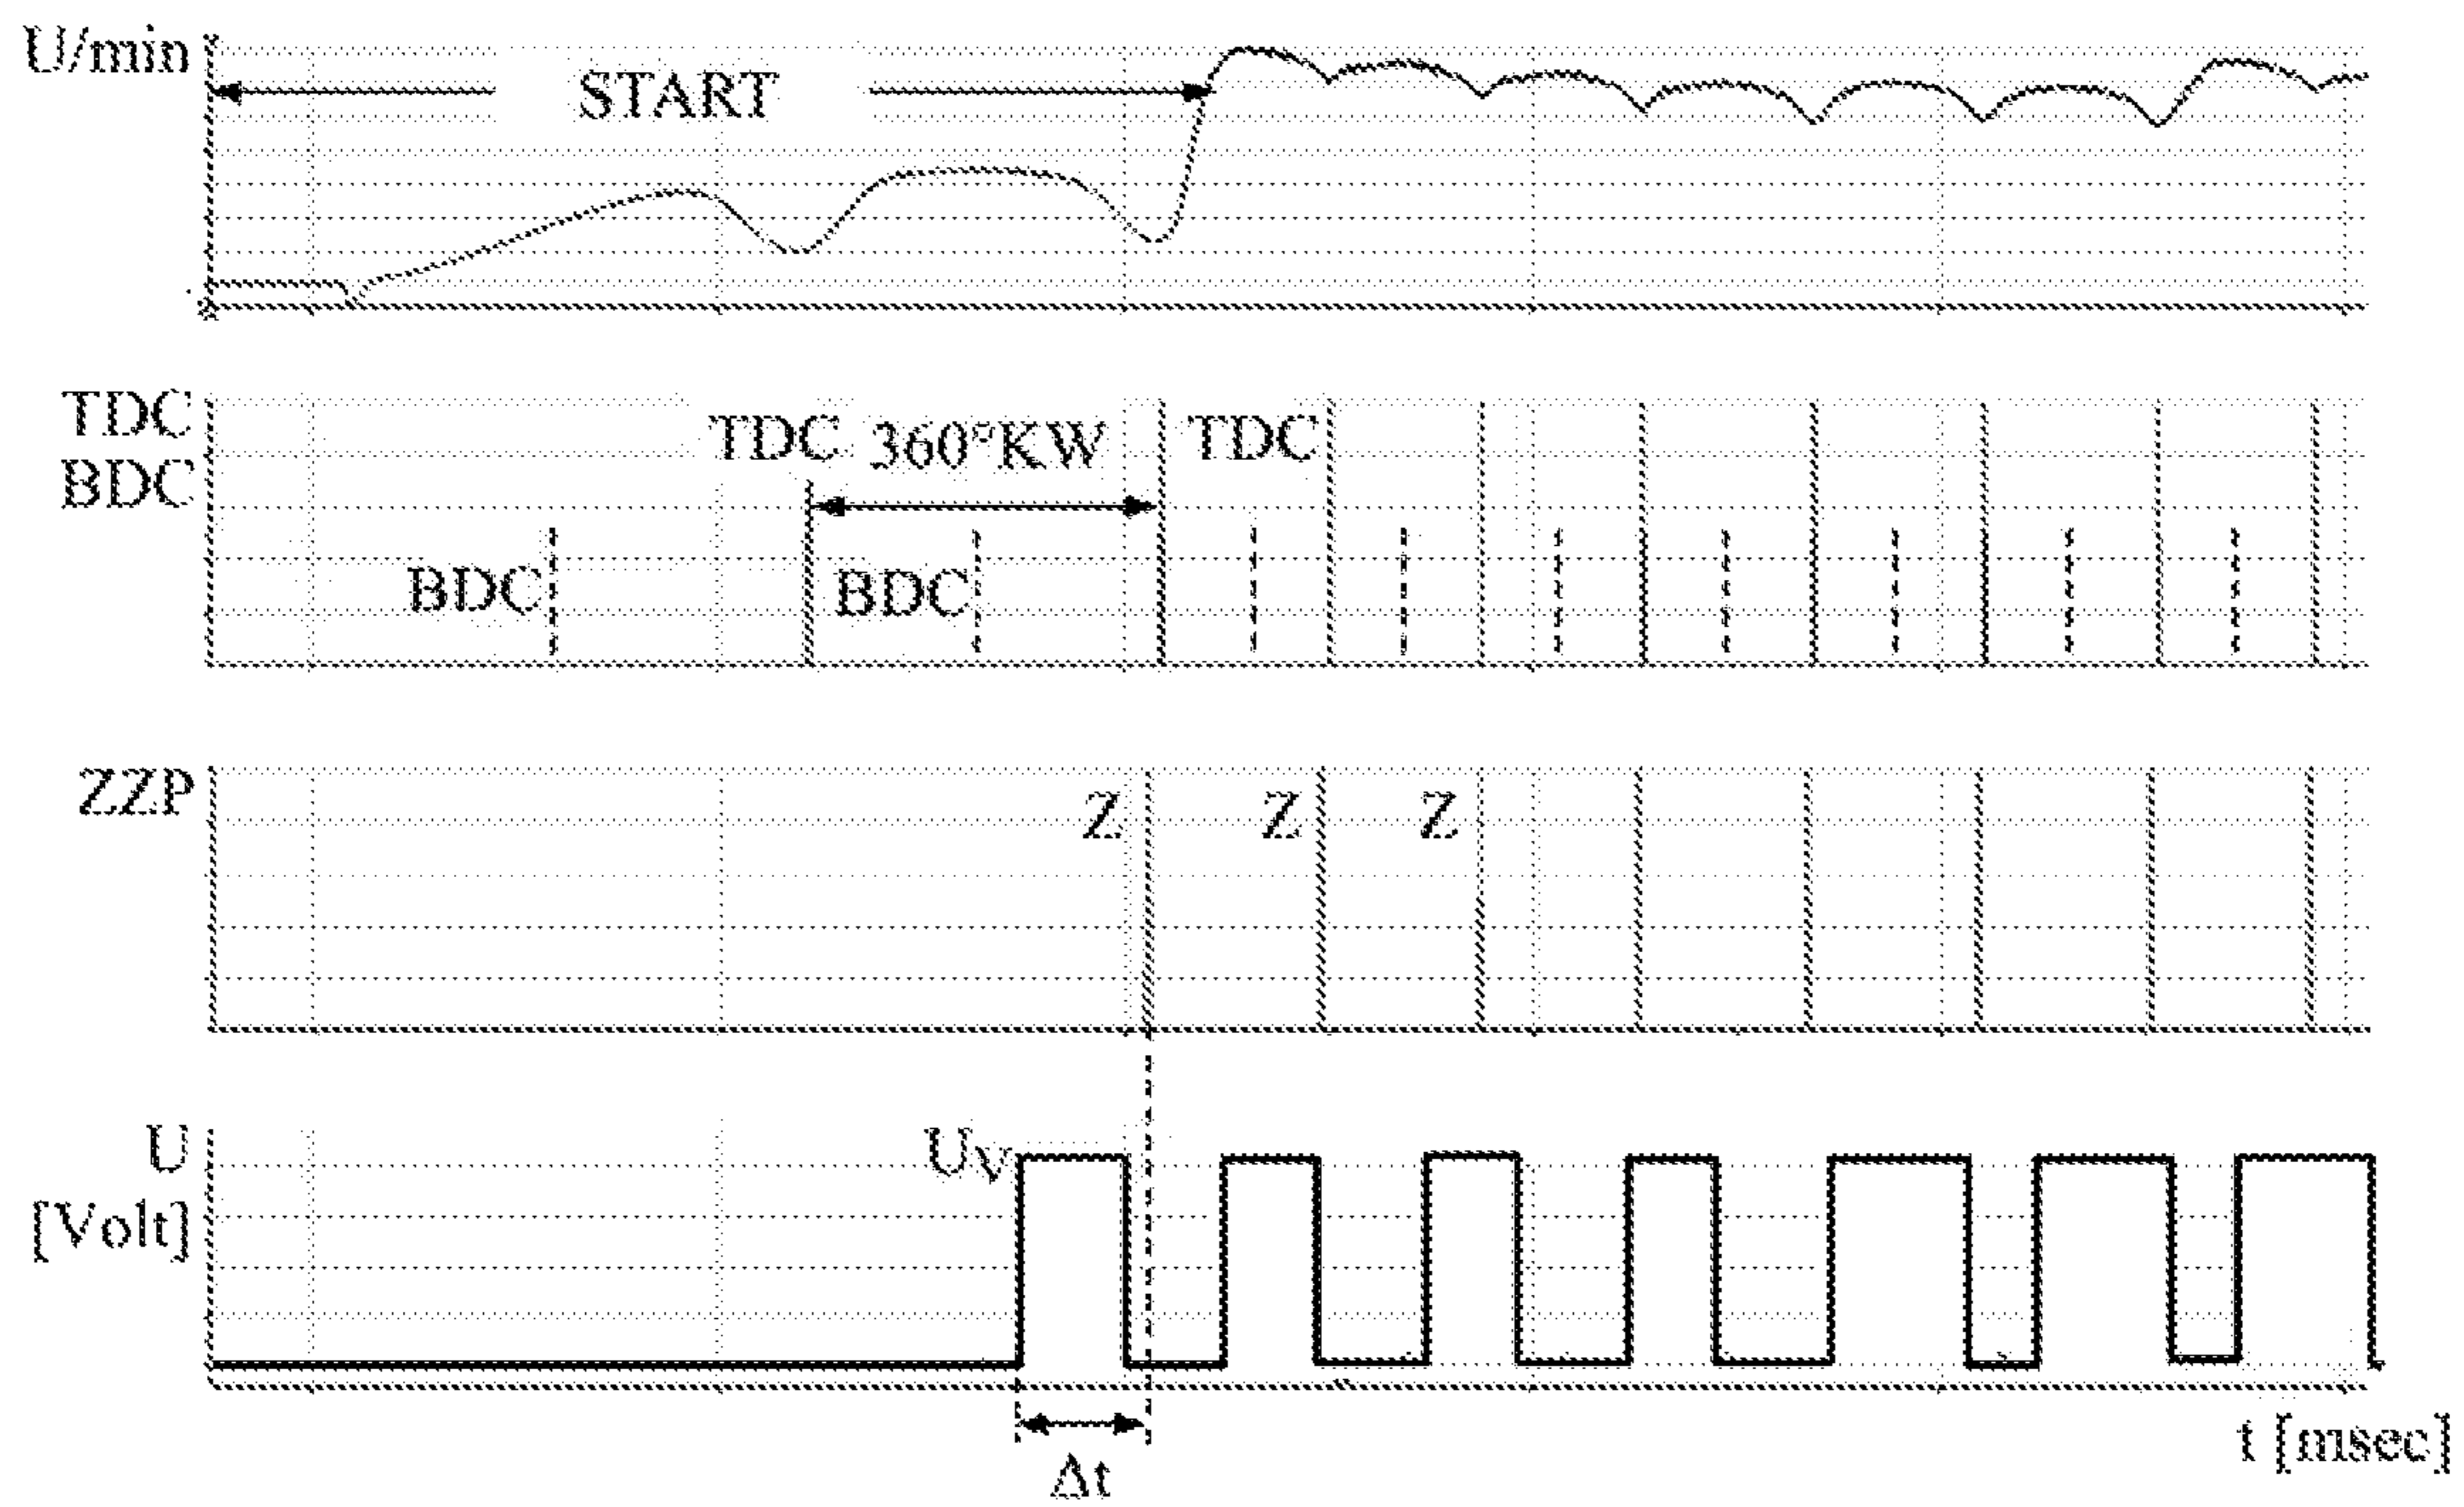 U/min
START
TDC
BDC
TDC 360°KW TDC
BDC BDC
ZZP
Z Z Z
U
[Volt]
UV
t [msec]
Δt